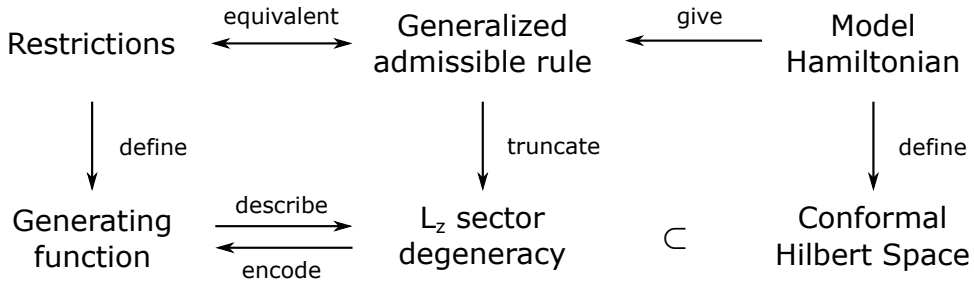 Restrictions
equivalent
Generalized
admissible rule
give
Model
Hamiltonian
define
truncate
define
Generating
function
describe
encode
L_z sector
degeneracy
⊂
Conformal
Hilbert Space